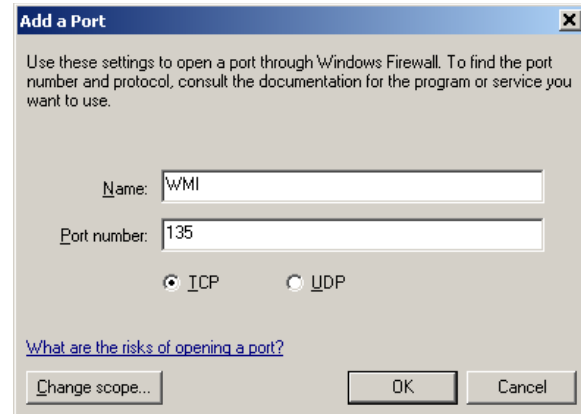 Add a Port
Use these settings to open a port through Windows Firewall. To find the port
number and protocol, consult the documentation for the program or service you
want to use.
Name: WMI
Port number: 135
TCP UDP
What are the risks of opening a port?
Change scope... OK Cancel